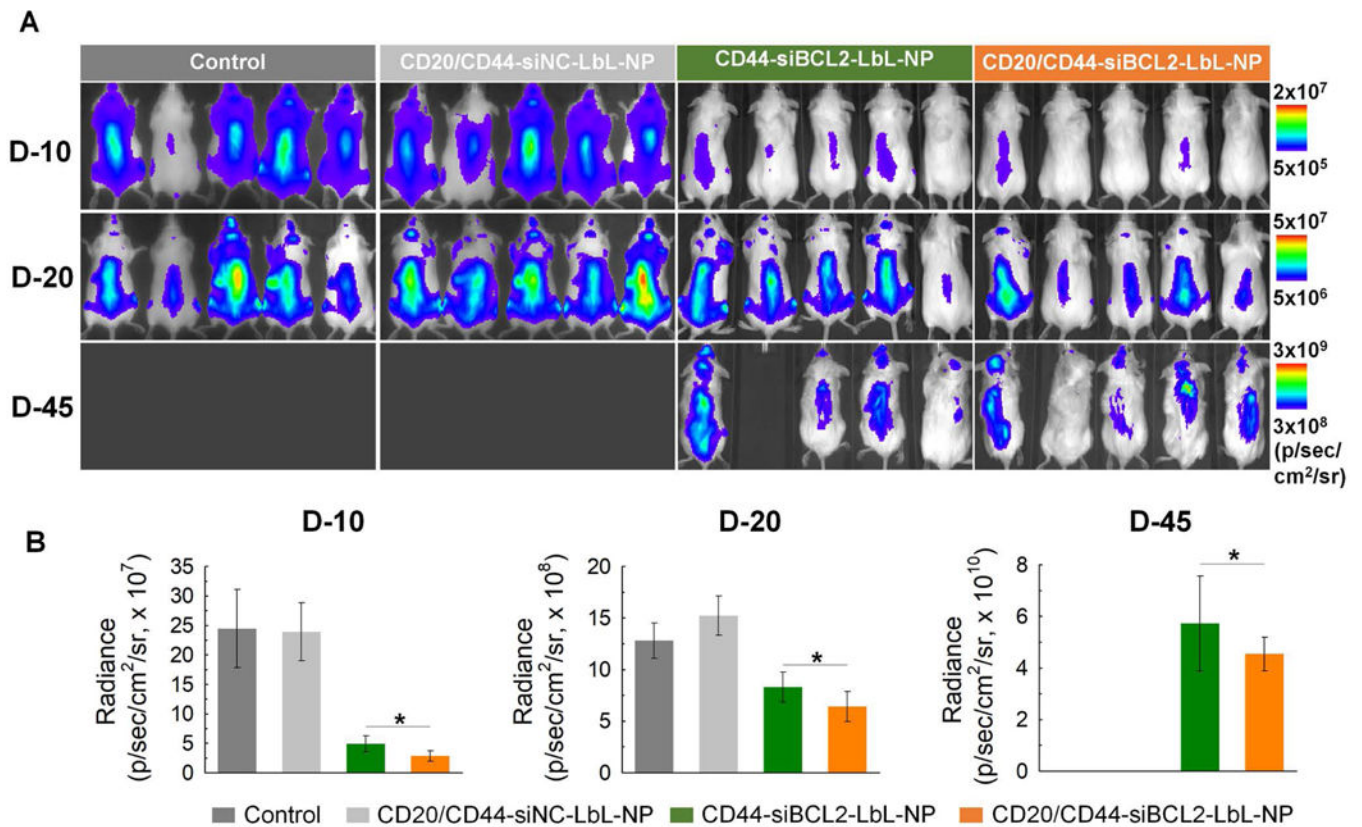 A
Control
CD20/CD44-siNC-LbL-NP
CD44-siBCL2-LbL-NP
CD20/CD44-siBCL2-LbL-NP
D-10
2x10⁷
5x10⁵
D-20
5x10⁷
5x10⁶
D-45
3x10⁹
3x10⁸
(p/sec/
cm²/sr)
B
D-10
Radiance
(p/sec/cm²/sr, x 10⁷)
35
30
25
20
15
10
5
0
*
D-20
Radiance
(p/sec/cm²/sr, x 10⁸)
20
15
10
5
0
*
D-45
Radiance
(p/sec/cm²/sr, x 10¹⁰)
8
6
4
2
0
*
Control
CD20/CD44-siNC-LbL-NP
CD44-siBCL2-LbL-NP
CD20/CD44-siBCL2-LbL-NP